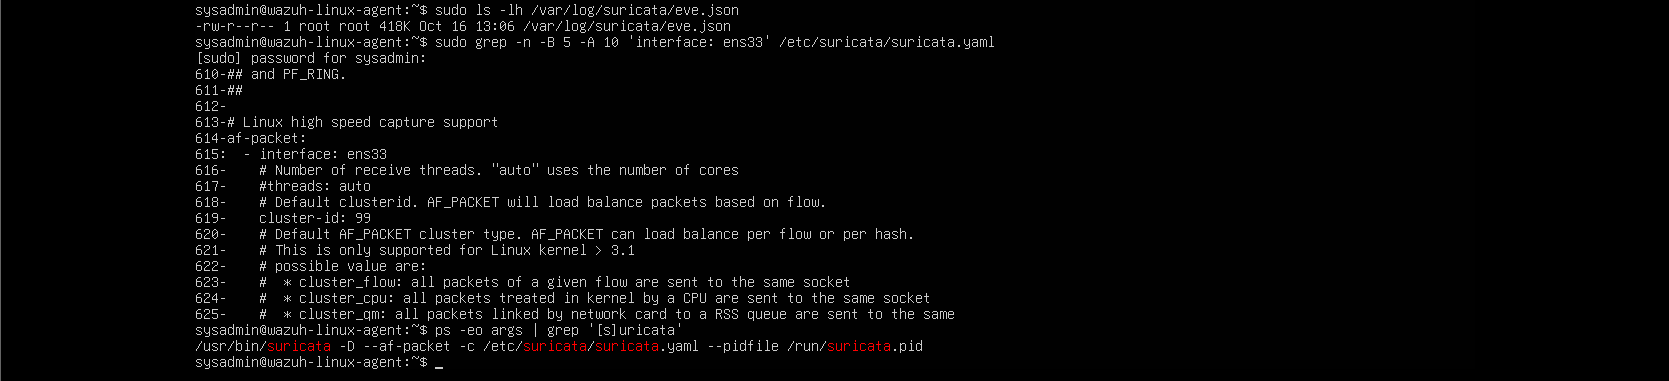 sysadmin@wazuh-linux-agent:~$ sudo ls -lh /var/log/suricata/eve.json
-rw-r--r-- 1 root root 418K Oct 16 13:06 /var/log/suricata/eve.json
sysadmin@wazuh-linux-agent:~$ sudo grep -n -B 5 -A 10 'interface: ens33' /etc/suricata/suricata.yaml
[sudo] password for sysadmin:
610-## and PF_RING.
611-##
612-
613-# Linux high speed capture support
614-af-packet:
615:  - interface: ens33
616-    # Number of receive threads. "auto" uses the number of cores
617-    #threads: auto
618-    # Default clusterid. AF_PACKET will load balance packets based on flow.
619-    cluster-id: 99
620-    # Default AF_PACKET cluster type. AF_PACKET can load balance per flow or per hash.
621-    # This is only supported for Linux kernel > 3.1
622-    # possible value are:
623-    #  * cluster_flow: all packets of a given flow are sent to the same socket
624-    #  * cluster_cpu: all packets treated in kernel by a CPU are sent to the same socket
625-    #  * cluster_qm: all packets linked by network card to a RSS queue are sent to the same
sysadmin@wazuh-linux-agent:~$ ps -eo args | grep '[s]uricata'
/usr/bin/suricata -D --af-packet -c /etc/suricata/suricata.yaml --pidfile /run/suricata.pid
sysadmin@wazuh-linux-agent:~$ _